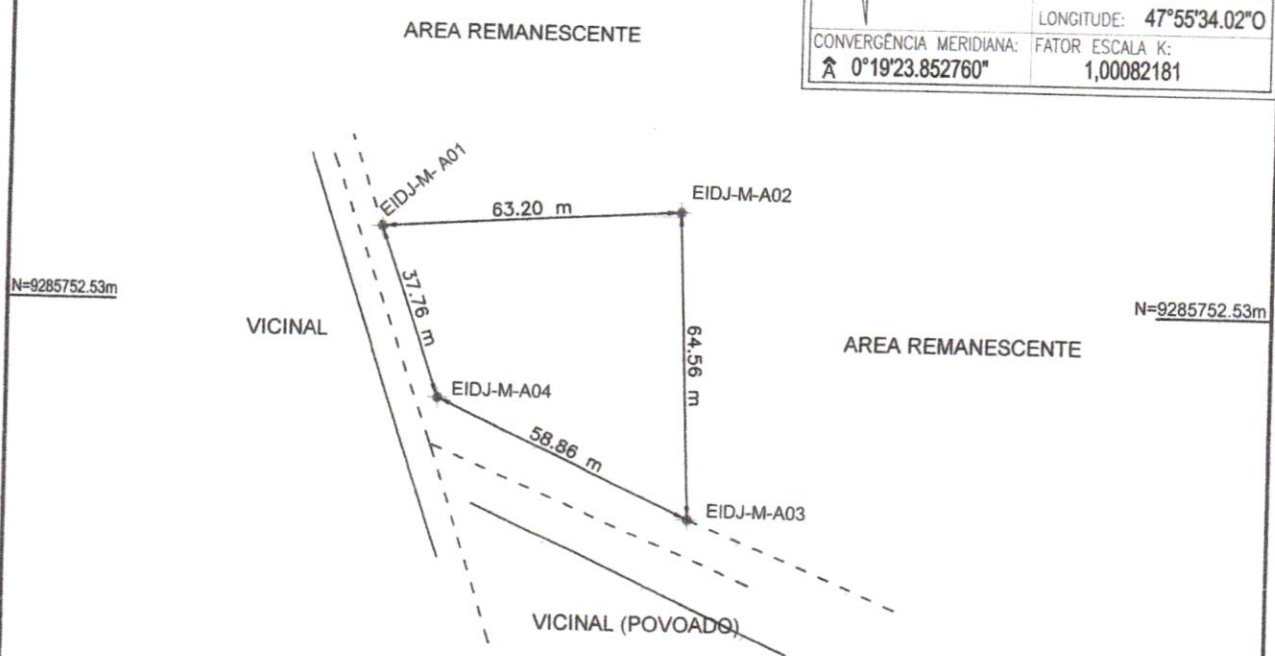 AREA REMANESCENTE
LONGITUDE: 47°55'34.02"O
CONVERGÊNCIA MERIDIANA: FATOR ESCALA K:
0°19'23.852760" 1,00082181
EIDJ-M- A01
63.20 m
EIDJ-M-A02
N=9285752.53m
37.76 m
N=9285752.53m
VICINAL
64.56 m
AREA REMANESCENTE
EIDJ-M-A04
58.86 m
EIDJ-M-A03
VICINAL (POVOADO)